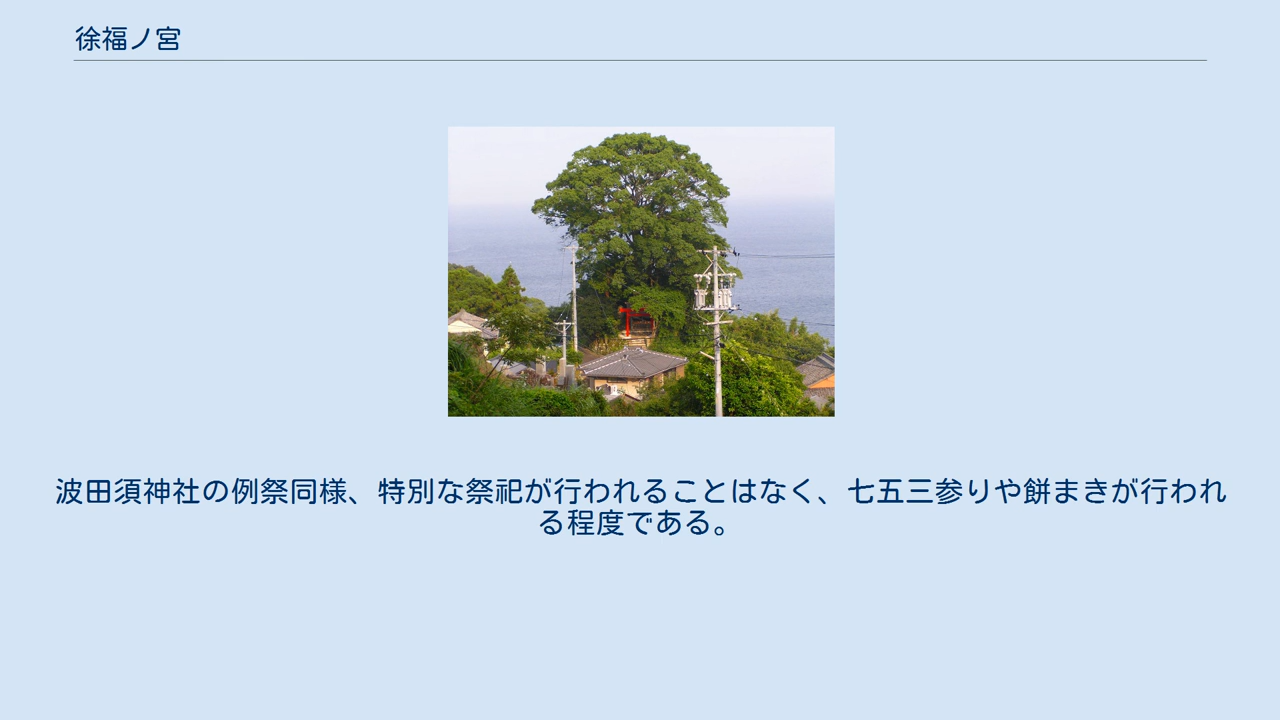 徐福ノ宮
波田須神社の例祭同様、特別な祭祀が行われることはなく、七五三参りや餅まきが行われ
る程度である。